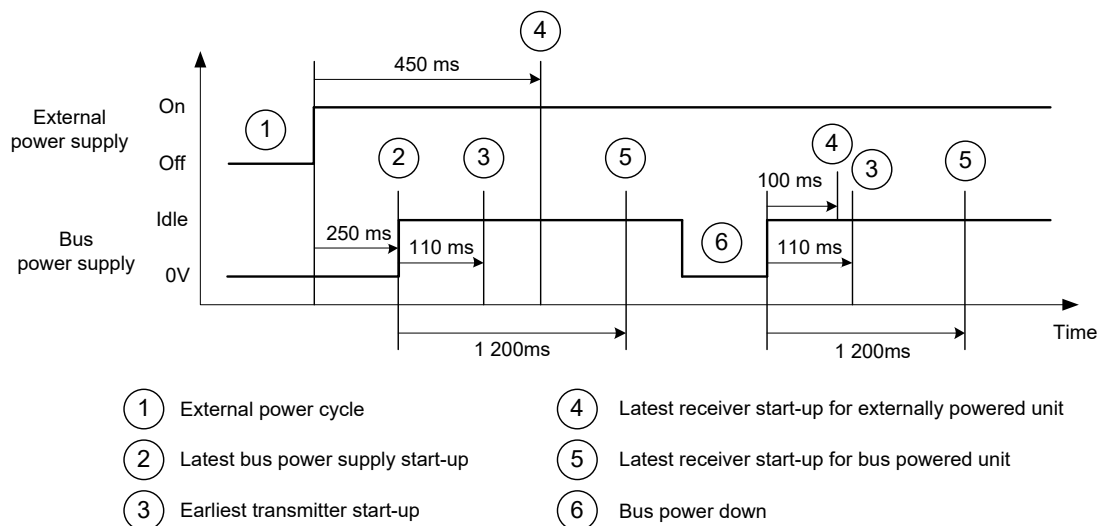 4
450 ms
External
power supply
On
Off
1
2
3
5
4
3
5
100 ms
Bus
power supply
Idle
0V
250 ms
110 ms
6
110 ms
Time
1 200ms
1 200ms
1 External power cycle
2 Latest bus power supply start-up
3 Earliest transmitter start-up
4 Latest receiver start-up for externally powered unit
5 Latest receiver start-up for bus powered unit
6 Bus power down